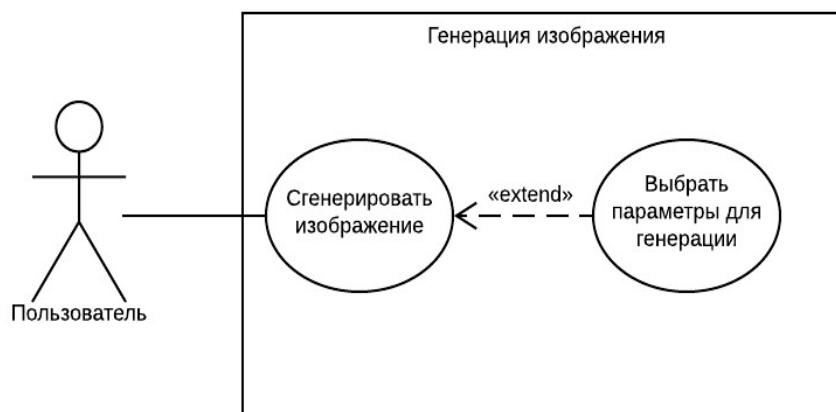 Генерация изображения
Сгенерировать
изображение
«extend»
Выбрать
параметры для
генерации
Пользователь